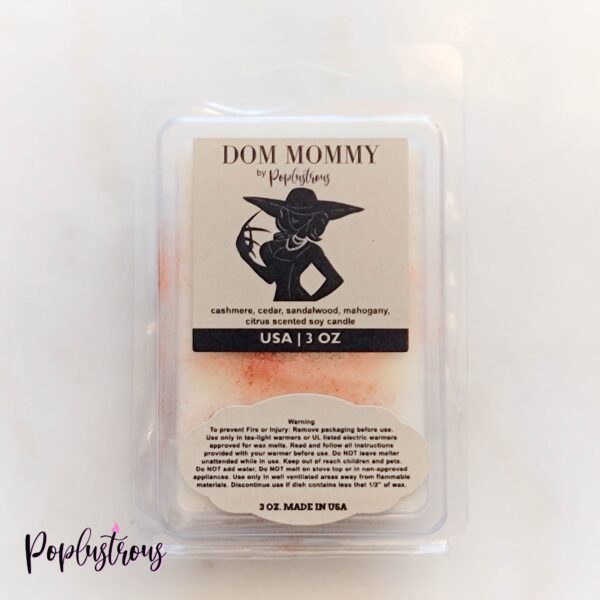 DOM MOMMY
by Poplustrous
cashmere, cedar, sandalwood, mahogany,
citrus scented soy candle
USA | 3 OZ
Warning
To prevent Fire or Injury: Remove packaging before use.
Use only in tea-light warmers or UL listed electric warmers
approved for wax melts. Read and follow all instructions
provided with your warmer before use. Do NOT leave melter
unattended while in use. Keep out of reach children and pets.
Do NOT add water, Do NOT melt on stove top or in non-approved
appliances. Use only in well ventilated areas away from flammable
materials. Discontinue use if dish contains less that 1/2" of wax.
3 OZ. MADE IN USA
Poplustrous